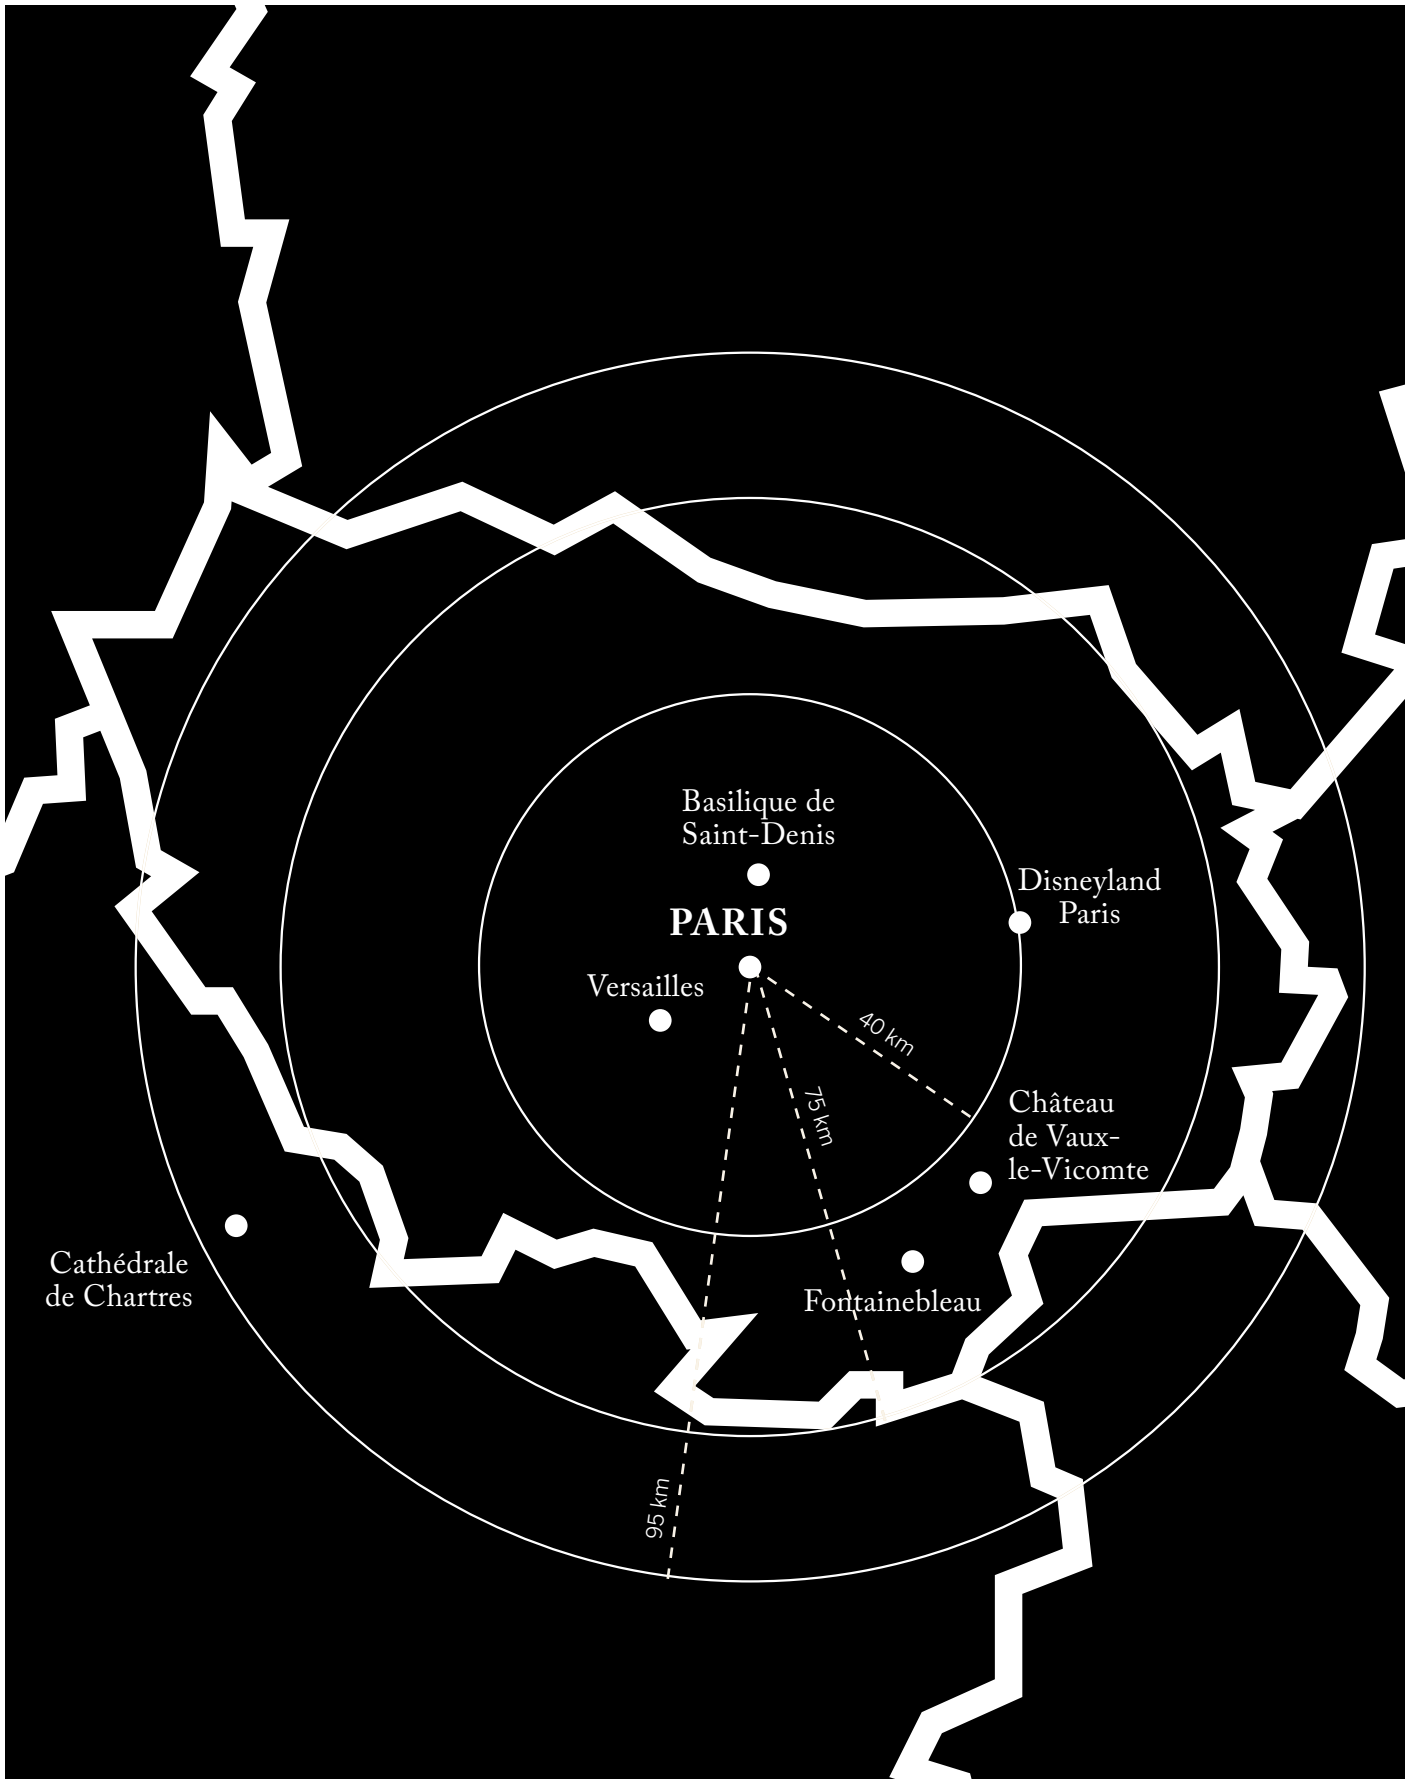 Basilique de
Saint-Denis
Disneyland
Paris
PARIS
Versailles
40 km
75 km
Château
de Vaux-
le-Vicomte
Cathédrale
de Chartres
Fontainebleau
95 km